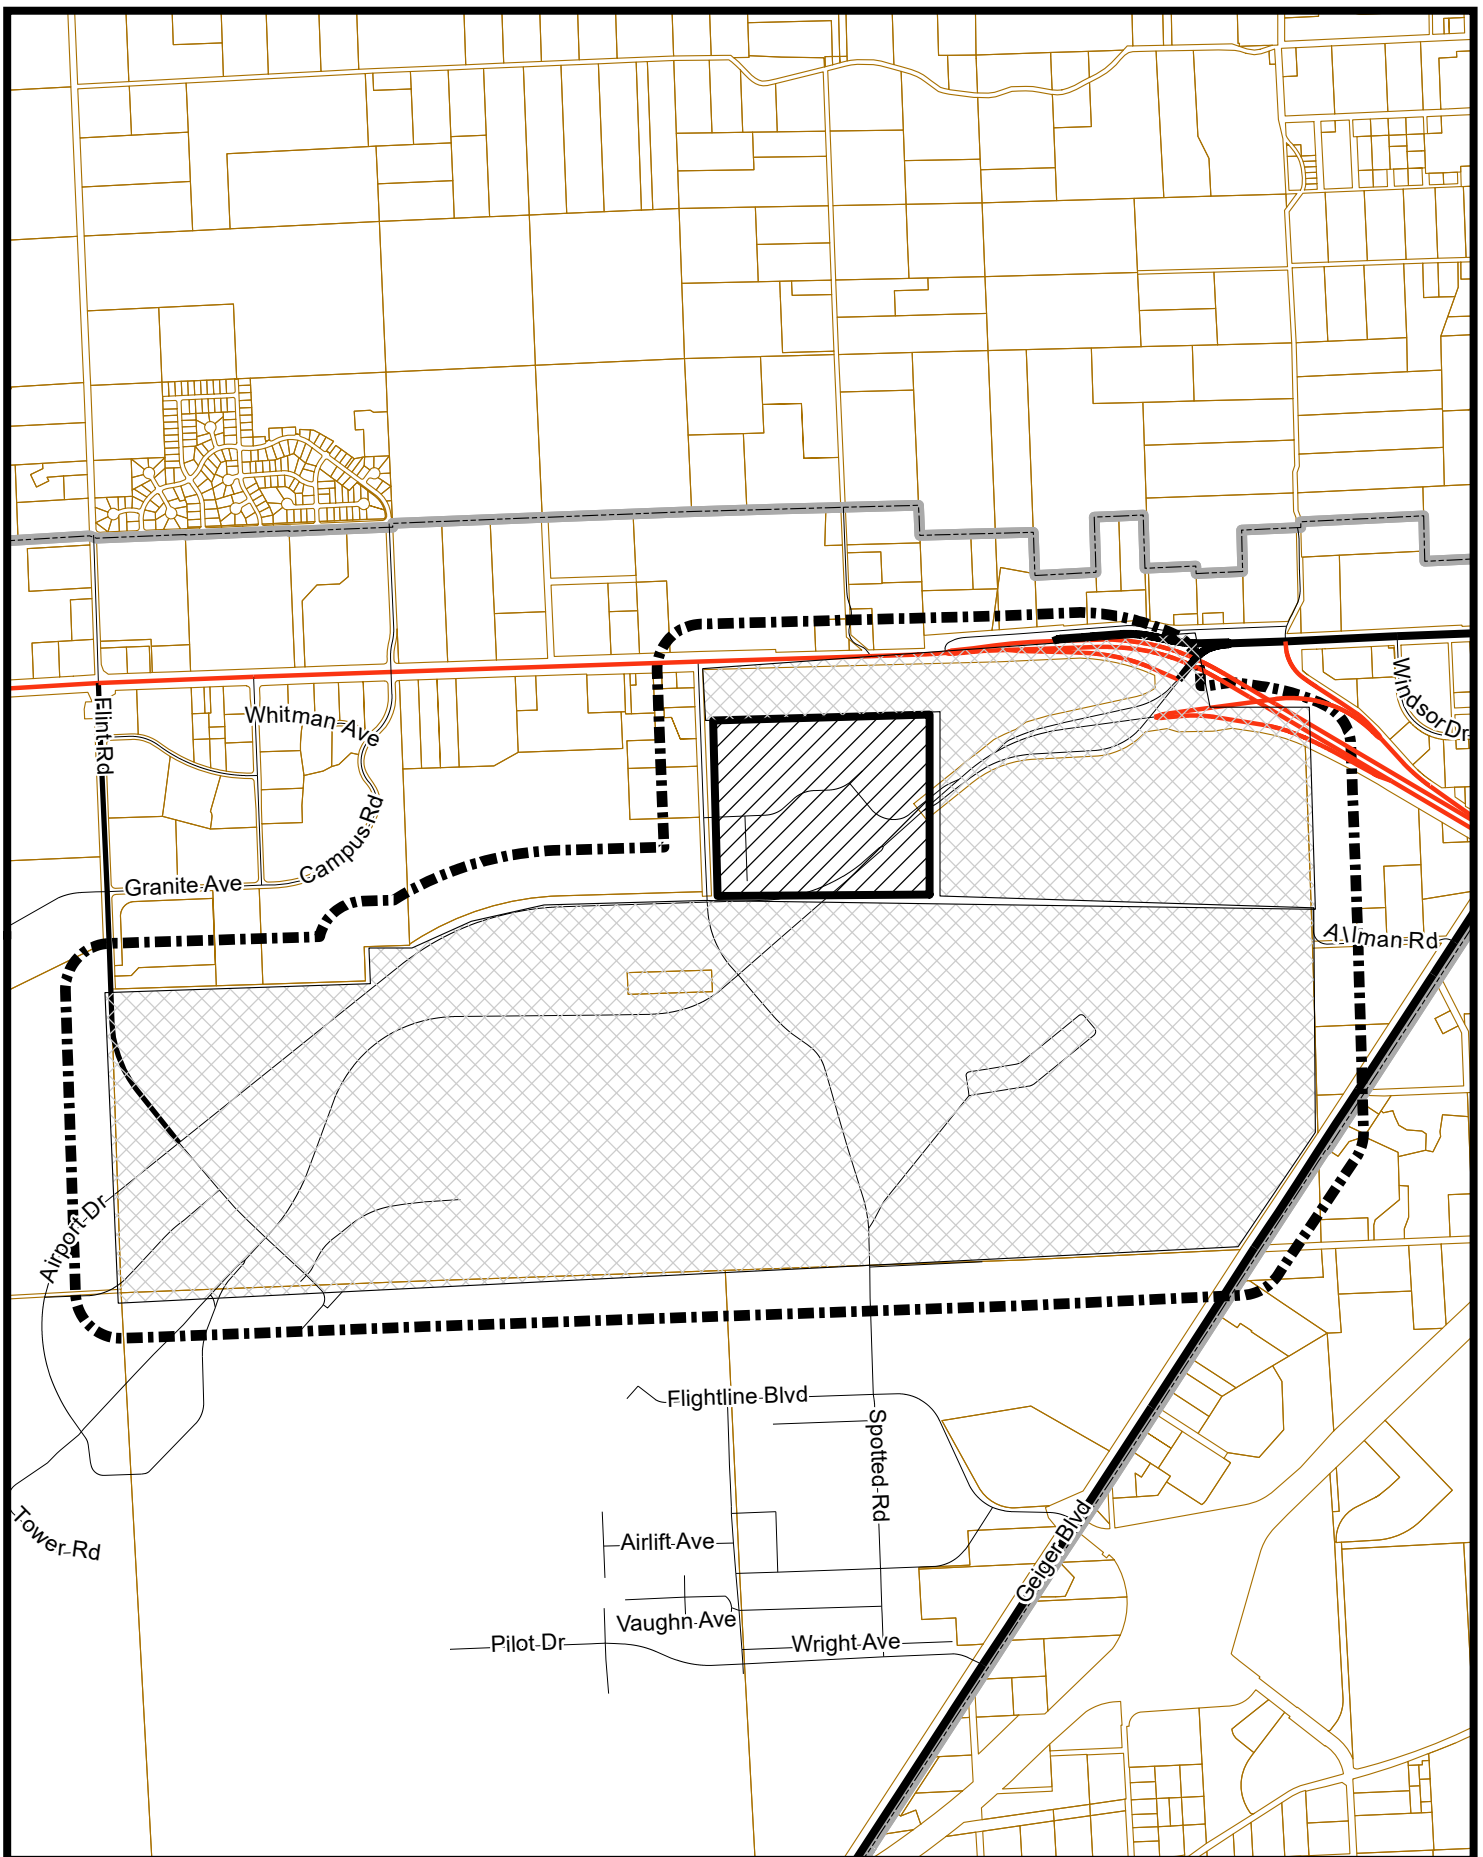 Flint Rd
Whitman Ave
Windsor Dr
Campus Rd
Granite Ave
Allman Rd
Airport Dr
Flightline Blvd
Spotted Rd
Tower Rd
Airlift Ave
Geiger Blvd
Vaughn Ave
Pilot Dr
Wright Ave